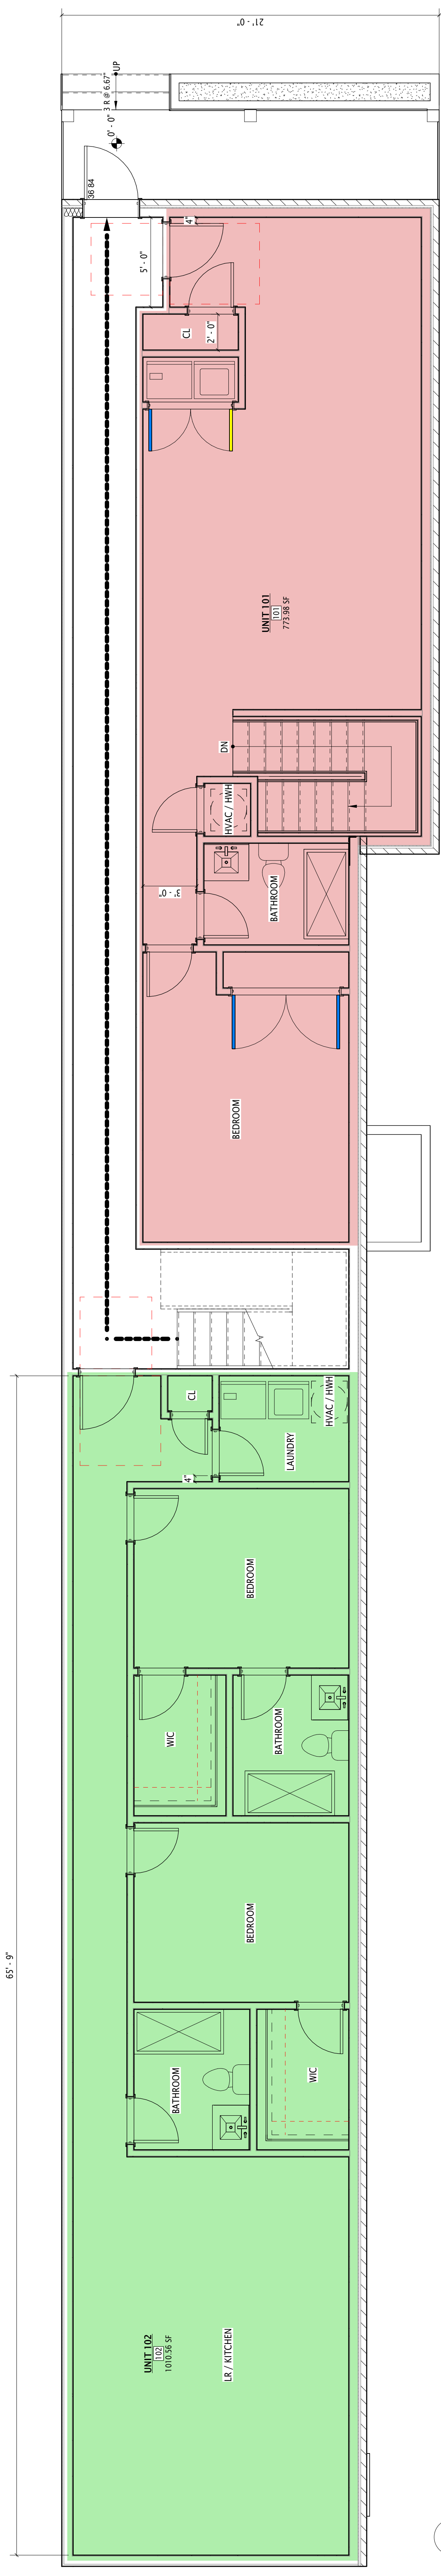 21' - 0"
UP
3 R @ 6.67"
0' - 0"
36 84
4"
5' - 0"
CL
2' - 0"
UNIT 101
101
773.98 SF
DN
HVAC / HWH
3' - 0"
BATHROOM
BEDROOM
CL
HVAC / HWH
LAUNDRY
4"
BEDROOM
WIC
BATHROOM
BEDROOM
65' - 9"
BATHROOM
WIC
UNIT 102
102
1010.56 SF
LR / KITCHEN